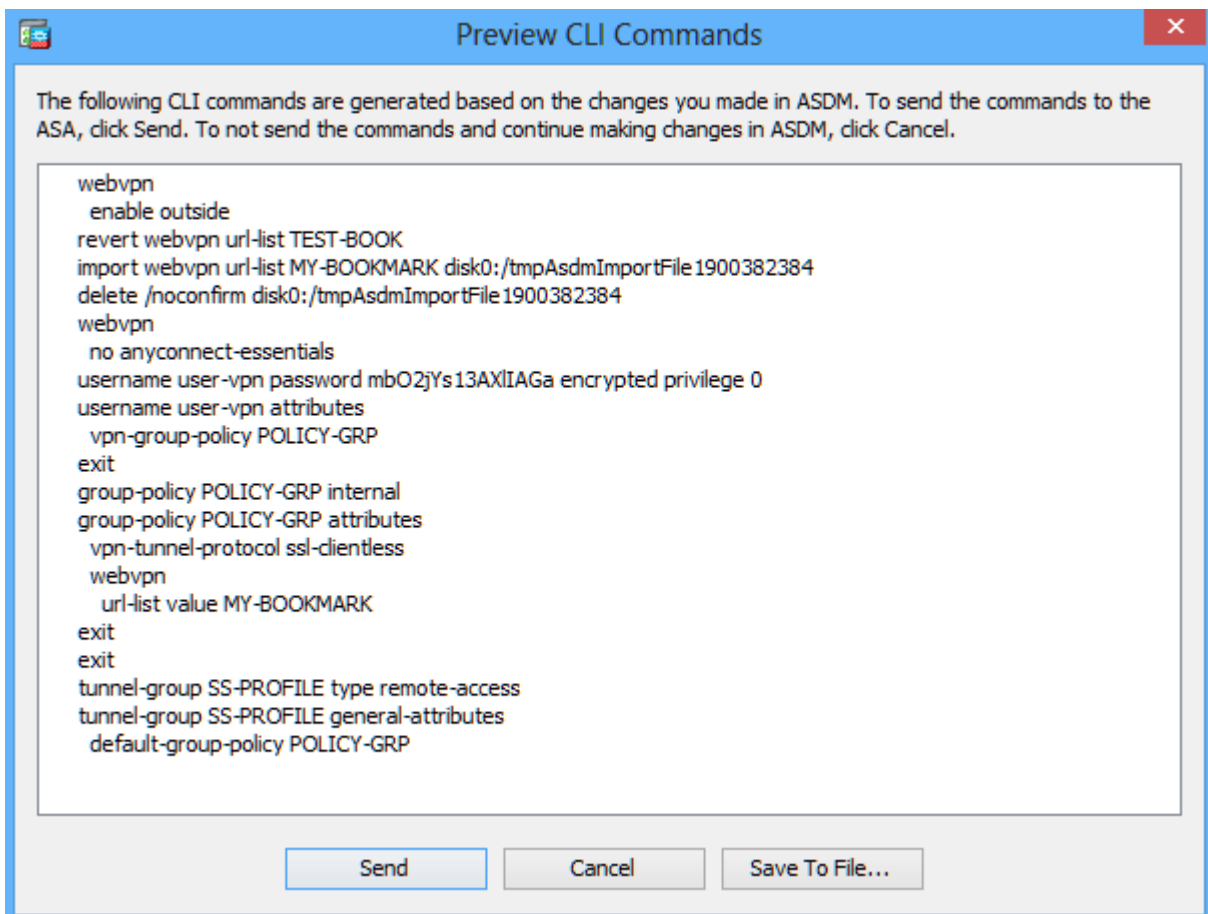 Preview CLI Commands
The following CLI commands are generated based on the changes you made in ASDM. To send the commands to the
ASA, click Send. To not send the commands and continue making changes in ASDM, click Cancel.
webvpn
enable outside
revert webvpn url-list TEST-BOOK
import webvpn url-list MY-BOOKMARK disk0:/tmpAsdmImportFile1900382384
delete /noconfirm disk0:/tmpAsdmImportFile1900382384
webvpn
no anyconnect-essentials
username user-vpn password mbO2jYs13AXlIAGa encrypted privilege 0
username user-vpn attributes
vpn-group-policy POLICY-GRP
exit
group-policy POLICY-GRP internal
group-policy POLICY-GRP attributes
vpn-tunnel-protocol ssl-clientless
webvpn
url-list value MY-BOOKMARK
exit
exit
tunnel-group SS-PROFILE type remote-access
tunnel-group SS-PROFILE general-attributes
default-group-policy POLICY-GRP
Send Cancel Save To File...